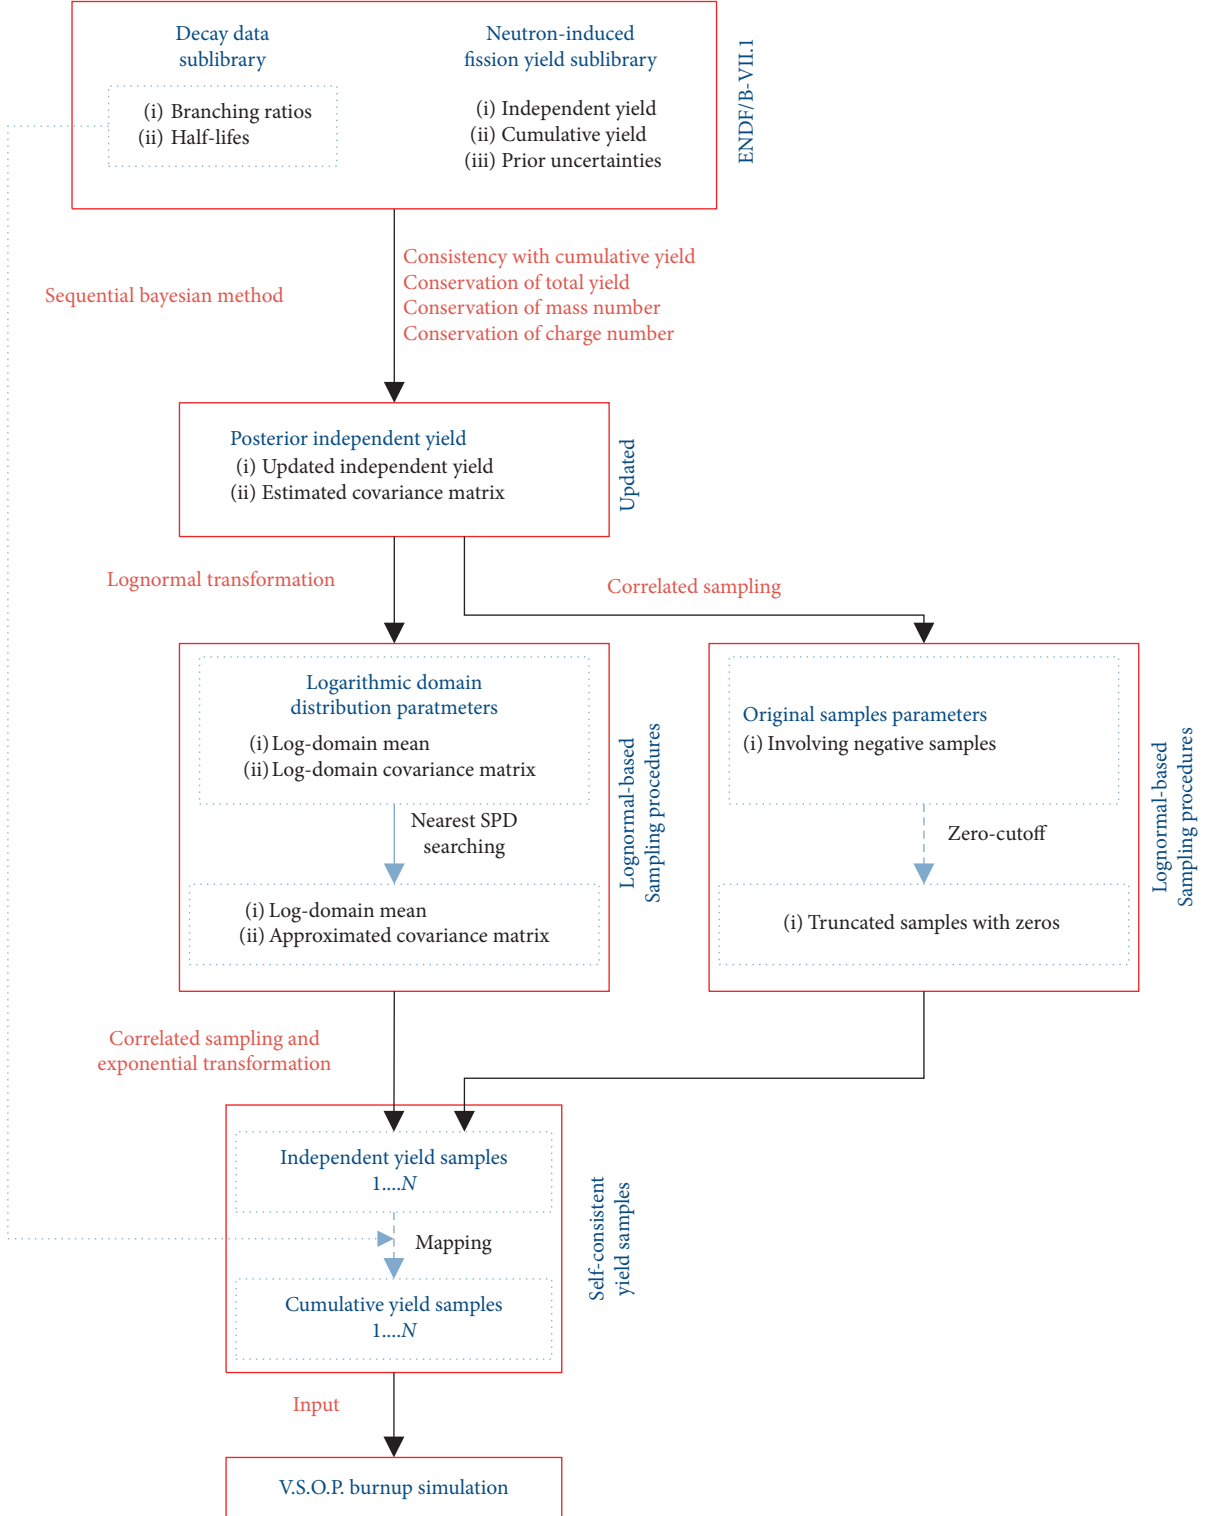 Decay data
sublibrary
(i) Branching ratios
(ii) Half-lifes
Neutron-induced
fission yield sublibrary
(i) Independent yield
(ii) Cumulative yield
(iii) Prior uncertainties
ENDF/B-VII.1
Sequential bayesian method
Consistency with cumulative yield
Conservation of total yield
Conservation of mass number
Conservation of charge number
Posterior independent yield
(i) Updated independent yield
(ii) Estimated covariance matrix
Updated
Lognormal transformation
Correlated sampling
Logarithmic domain
distribution paratmeters
(i) Log-domain mean
(ii) Log-domain covariance matrix
Nearest SPD
searching
(i) Log-domain mean
(ii) Approximated covariance matrix
Lognormal-based
Sampling procedures
Original samples parameters
(i) Involving negative samples
Zero-cutoff
(i) Truncated samples with zeros
Lognormal-based
Sampling procedures
Correlated sampling and
exponential transformation
Independent yield samples
1....N
Mapping
Cumulative yield samples
1....N
Self-consistent
yield samples
Input
V.S.O.P. burnup simulation